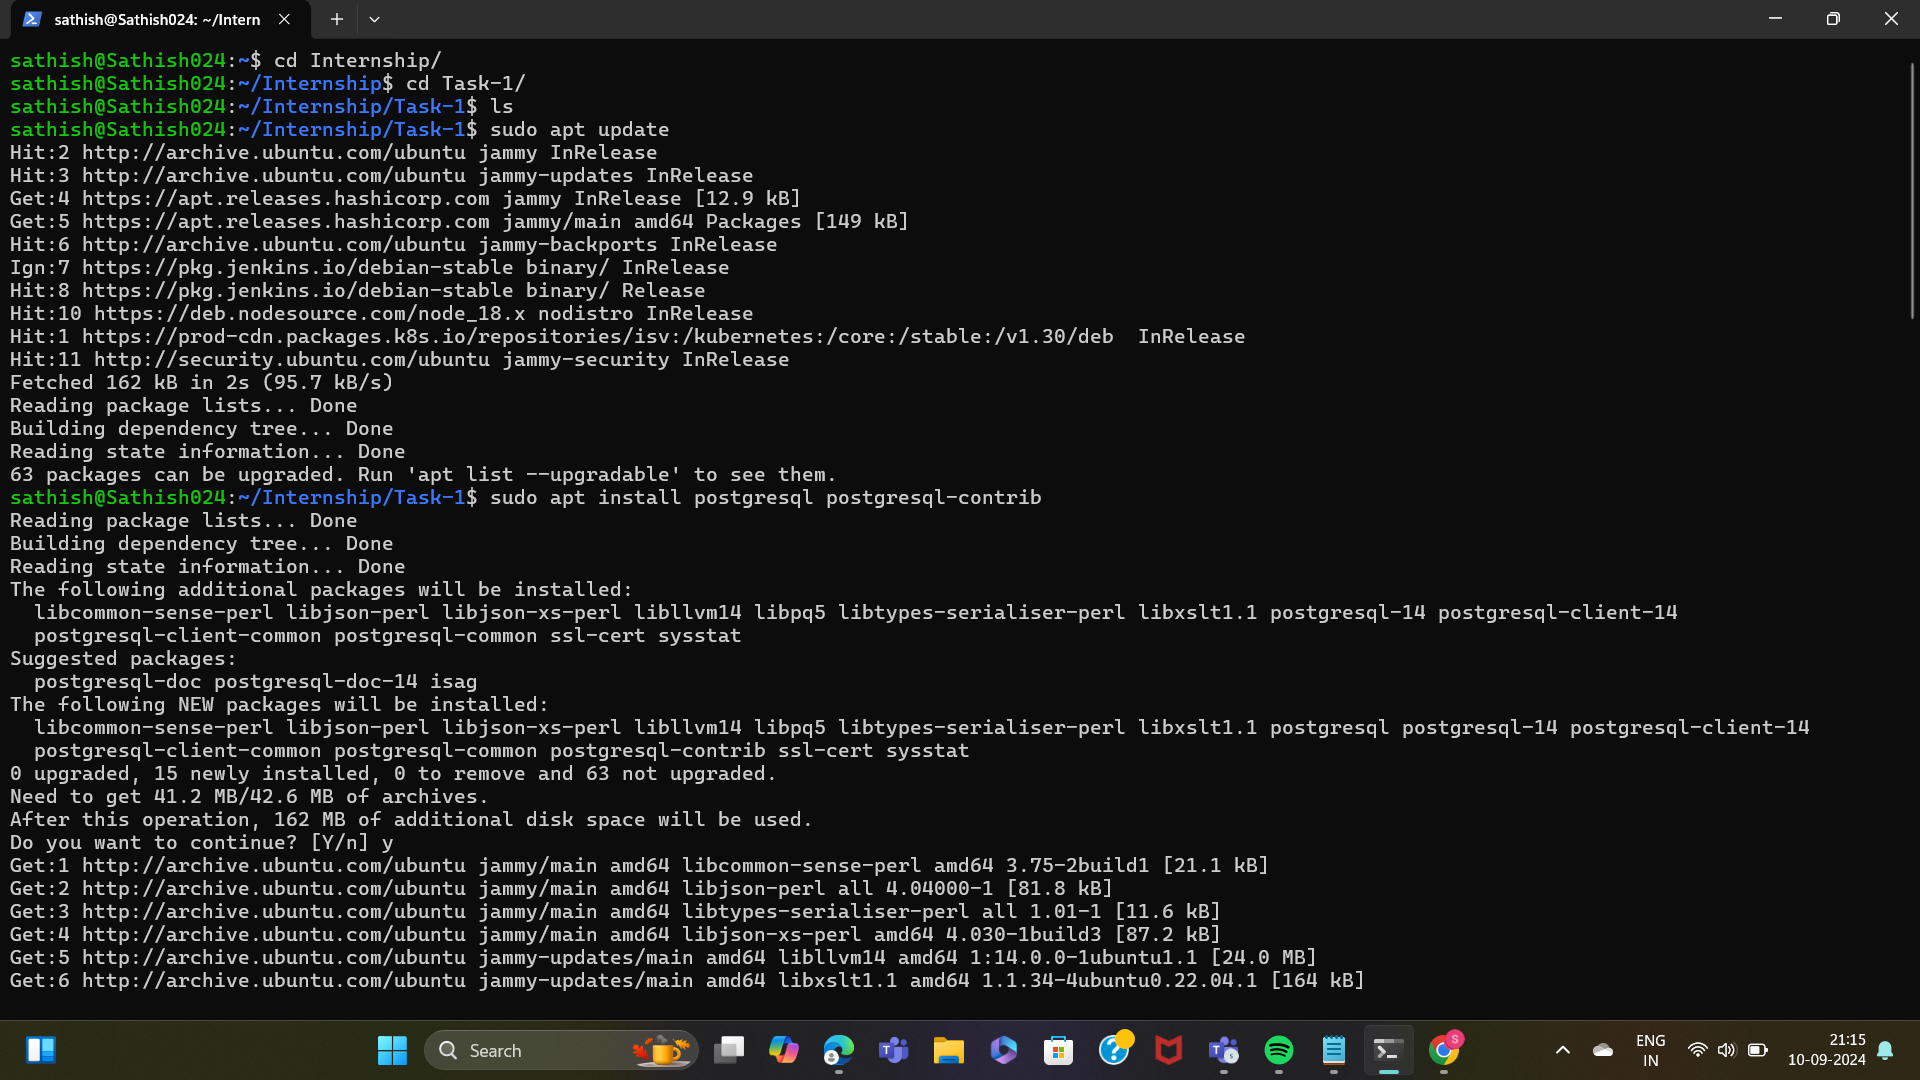 sathish@Sathish024: ~/Intern
sathish@Sathish024:~$ cd Internship/
sathish@Sathish024:~/Internship$ cd Task-1/
sathish@Sathish024:~/Internship/Task-1$ ls
sathish@Sathish024:~/Internship/Task-1$ sudo apt update
Hit:2 http://archive.ubuntu.com/ubuntu jammy InRelease
Hit:3 http://archive.ubuntu.com/ubuntu jammy-updates InRelease
Get:4 https://apt.releases.hashicorp.com jammy InRelease [12.9 kB]
Get:5 https://apt.releases.hashicorp.com jammy/main amd64 Packages [149 kB]
Hit:6 http://archive.ubuntu.com/ubuntu jammy-backports InRelease
Ign:7 https://pkg.jenkins.io/debian-stable binary/ InRelease
Hit:8 https://pkg.jenkins.io/debian-stable binary/ Release
Hit:10 https://deb.nodesource.com/node_18.x nodistro InRelease
Hit:1 https://prod-cdn.packages.k8s.io/repositories/isv:/kubernetes:/core:/stable:/v1.30/deb  InRelease
Hit:11 http://security.ubuntu.com/ubuntu jammy-security InRelease
Fetched 162 kB in 2s (95.7 kB/s)
Reading package lists... Done
Building dependency tree... Done
Reading state information... Done
63 packages can be upgraded. Run 'apt list --upgradable' to see them.
sathish@Sathish024:~/Internship/Task-1$ sudo apt install postgresql postgresql-contrib
Reading package lists... Done
Building dependency tree... Done
Reading state information... Done
The following additional packages will be installed:
  libcommon-sense-perl libjson-perl libjson-xs-perl libllvm14 libpq5 libtypes-serialiser-perl libxslt1.1 postgresql-14 postgresql-client-14
  postgresql-client-common postgresql-common ssl-cert sysstat
Suggested packages:
  postgresql-doc postgresql-doc-14 isag
The following NEW packages will be installed:
  libcommon-sense-perl libjson-perl libjson-xs-perl libllvm14 libpq5 libtypes-serialiser-perl libxslt1.1 postgresql postgresql-14 postgresql-client-14
  postgresql-client-common postgresql-common postgresql-contrib ssl-cert sysstat
0 upgraded, 15 newly installed, 0 to remove and 63 not upgraded.
Need to get 41.2 MB/42.6 MB of archives.
After this operation, 162 MB of additional disk space will be used.
Do you want to continue? [Y/n] y
Get:1 http://archive.ubuntu.com/ubuntu jammy/main amd64 libcommon-sense-perl amd64 3.75-2build1 [21.1 kB]
Get:2 http://archive.ubuntu.com/ubuntu jammy/main amd64 libjson-perl all 4.04000-1 [81.8 kB]
Get:3 http://archive.ubuntu.com/ubuntu jammy/main amd64 libtypes-serialiser-perl all 1.01-1 [11.6 kB]
Get:4 http://archive.ubuntu.com/ubuntu jammy/main amd64 libjson-xs-perl amd64 4.030-1build3 [87.2 kB]
Get:5 http://archive.ubuntu.com/ubuntu jammy-updates/main amd64 libllvm14 amd64 1:14.0.0-1ubuntu1.1 [24.0 MB]
Get:6 http://archive.ubuntu.com/ubuntu jammy-updates/main amd64 libxslt1.1 amd64 1.1.34-4ubuntu0.22.04.1 [164 kB]
Search
ENG
IN
21:15
10-09-2024